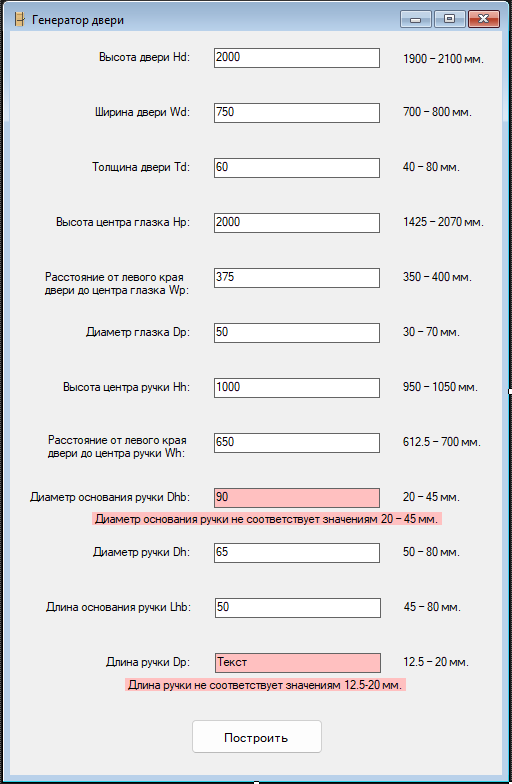 Генератор двери
Высота двери Hd: 2000 1900 – 2100 мм.
Ширина двери Wd: 750 700 – 800 мм.
Толщина двери Td: 60 40 – 80 мм.
Высота центра глазка Hp: 2000 1425 – 2070 мм.
Расстояние от левого края
двери до центра глазка Wp: 375 350 – 400 мм.
Диаметр глазка Dp: 50 30 – 70 мм.
Высота центра ручки Hh: 1000 950 – 1050 мм.
Расстояние от левого края
двери до центра ручки Wh: 650 612.5 – 700 мм.
Диаметр основания ручки Dhb: 90 20 – 45 мм.
Диаметр основания ручки не соответствует значениям 20 – 45 мм.
Диаметр ручки Dh: 65 50 – 80 мм.
Длина основания ручки Lhb: 50 45 – 80 мм.
Длина ручки Dp: Текст 12.5 – 20 мм.
Длина ручки не соответствует значениям 12.5-20 мм.
Построить